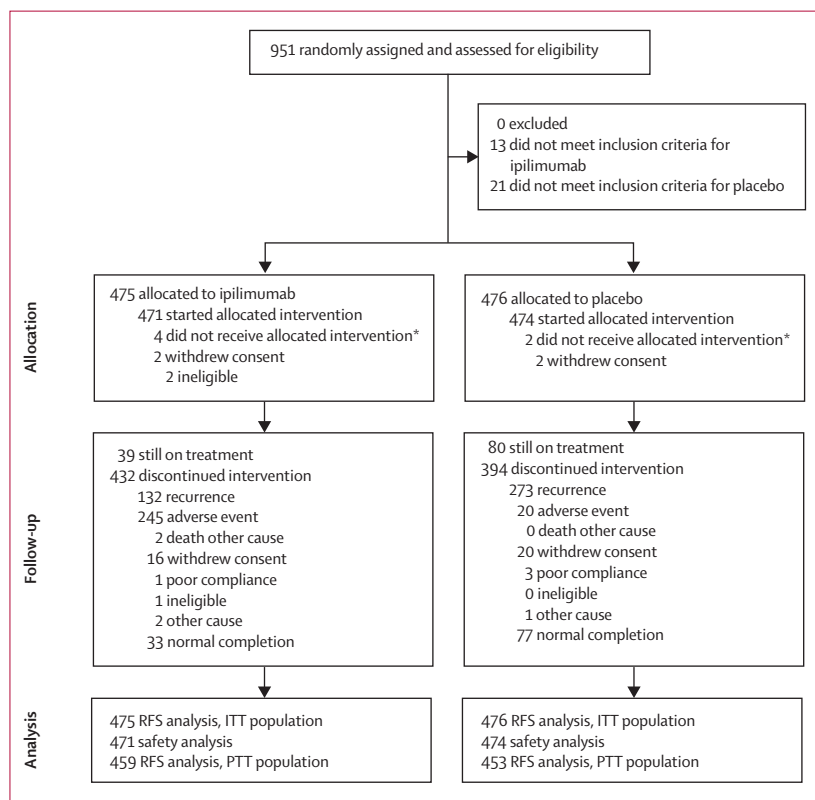 951 randomly assigned and assessed for eligibility
0 excluded
13 did not meet inclusion criteria for
ipilimumab
21 did not meet inclusion criteria for placebo
Allocation
475 allocated to ipilimumab
471 started allocated intervention
4 did not receive allocated intervention*
2 withdrew consent
2 ineligible
476 allocated to placebo
474 started allocated intervention
2 did not receive allocated intervention*
2 withdrew consent
Follow-up
39 still on treatment
432 discontinued intervention
132 recurrence
245 adverse event
2 death other cause
16 withdrew consent
1 poor compliance
1 ineligible
2 other cause
33 normal completion
80 still on treatment
394 discontinued intervention
273 recurrence
20 adverse event
0 death other cause
20 withdrew consent
3 poor compliance
0 ineligible
1 other cause
77 normal completion
Analysis
475 RFS analysis, ITT population
471 safety analysis
459 RFS analysis, PTT population
476 RFS analysis, ITT population
474 safety analysis
453 RFS analysis, PTT population